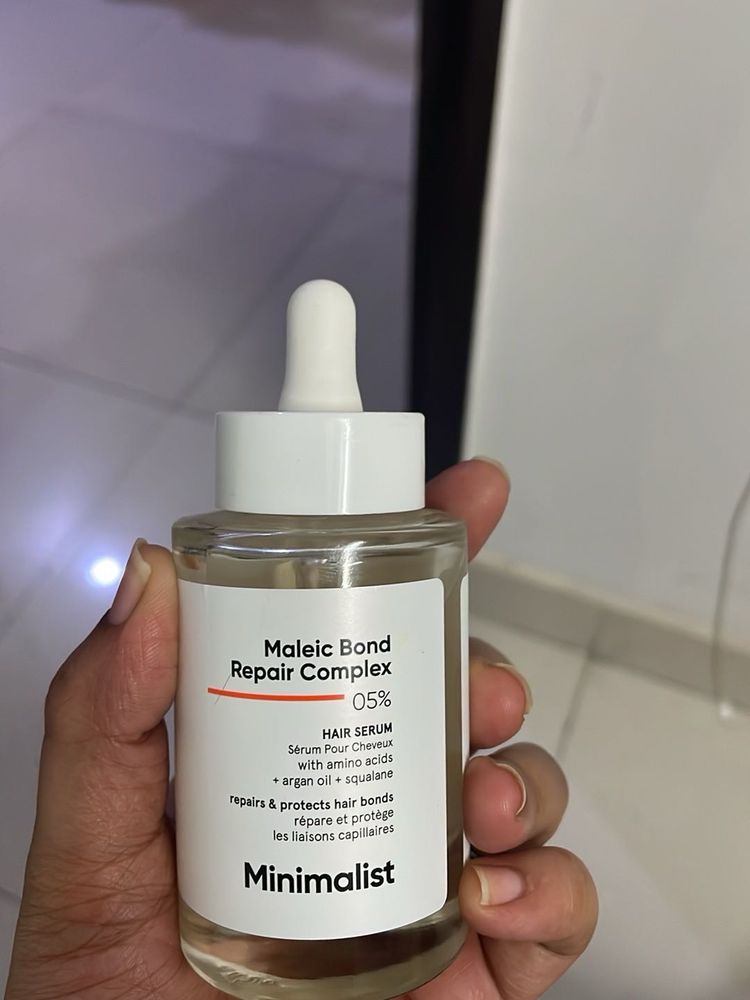 Maleic Bond
Repair Complex
05%
HAIR SERUM
Sérum Pour Cheveux
with amino acids
+ argan oil + squalane
repairs & protects hair bonds
répare et protège
les liaisons capillaires
Minimalist